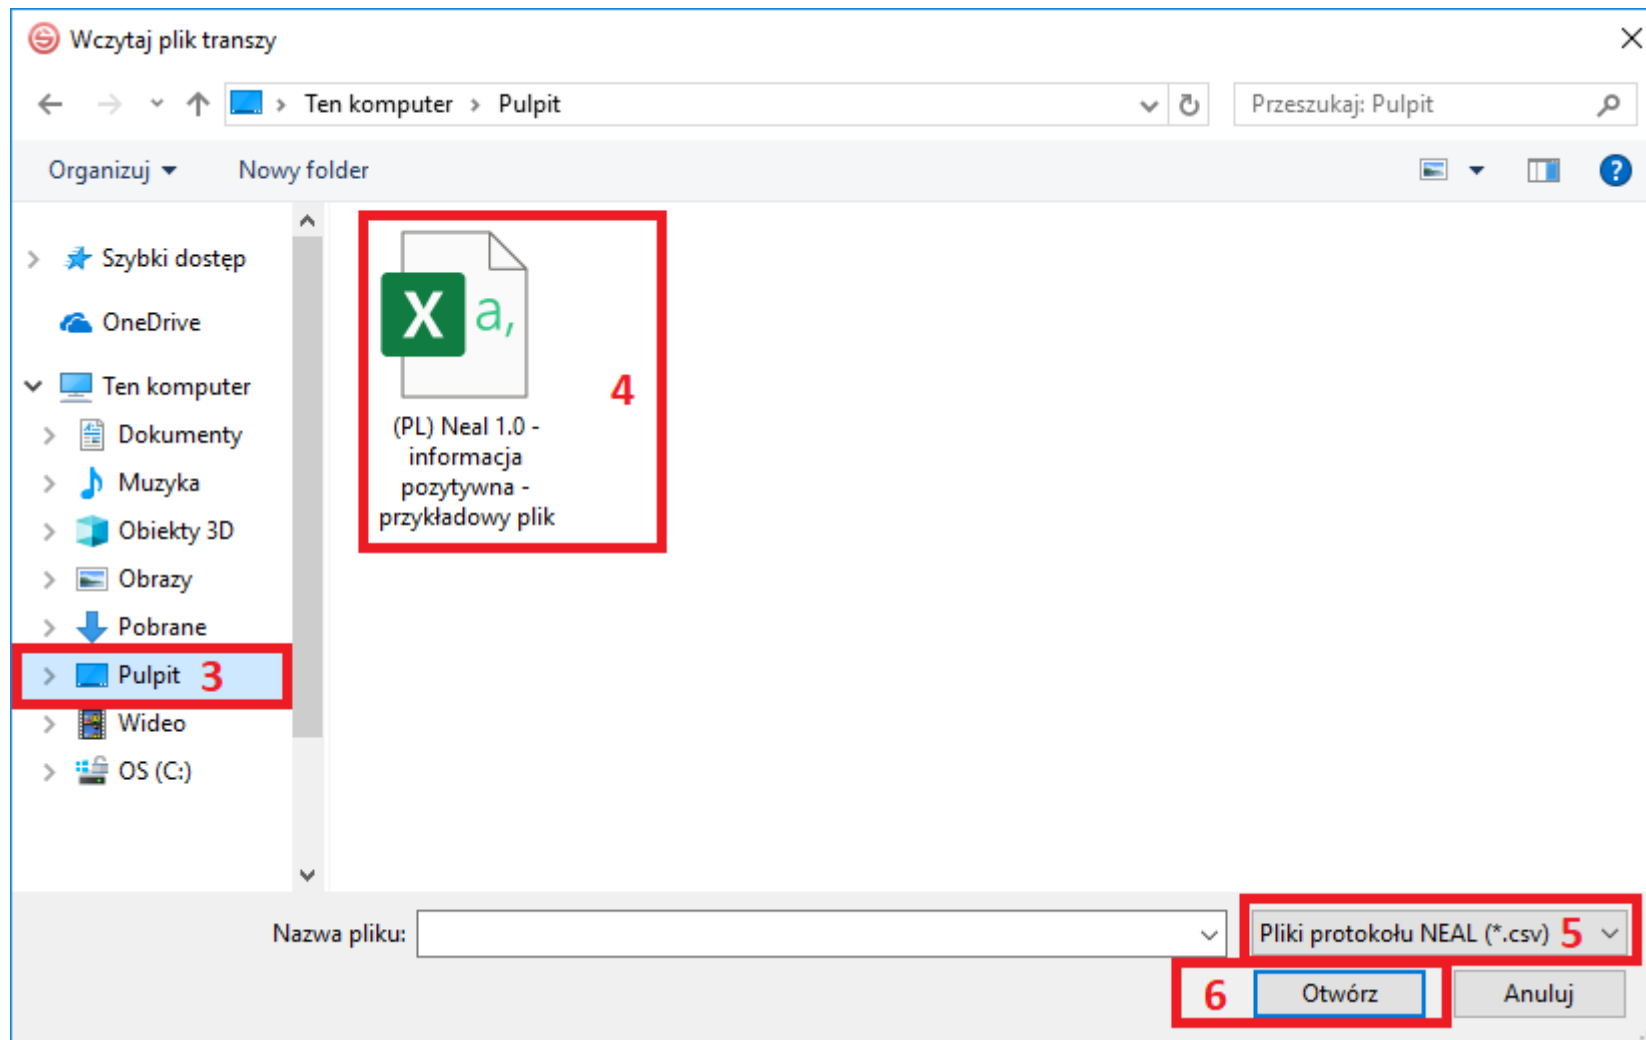 Wczytaj plik transzy
Ten komputer > Pulpit
Przeszukaj: Pulpit
Organizuj
Nowy folder
?
Szybki dostęp
OneDrive
Ten komputer
Dokumenty
Muzyka
Obiekty 3D
Obrazy
Pobrane
Pulpit 3
Wideo
OS (C:)
X a,
4
(PL) Neal 1.0 -
informacja
pozytywna -
przykładowy plik
Nazwa pliku:
Pliki protokołu NEAL (*.csv) 5
6 Otwórz
Anuluj